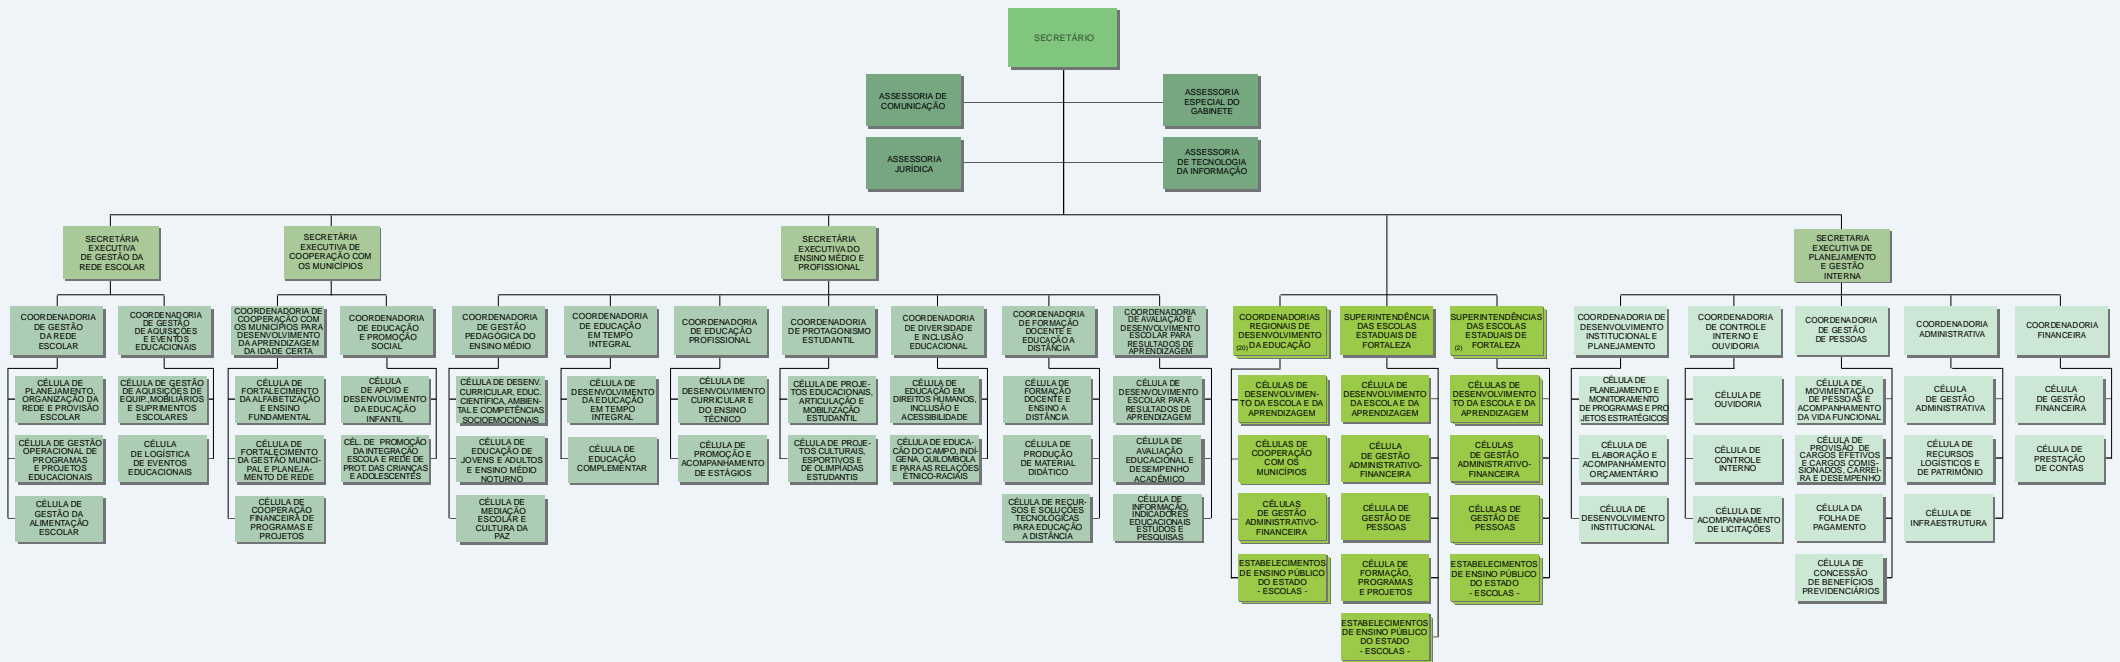 SECRETÁRIO
ASSESSORIA DE
COMUNICAÇÃO
ASSESSORIA
ESPECIAL DO
GABINETE
ASSESSORIA
JURÍDICA
ASSESSORIA
DE TECNOLOGIA
DA INFORMAÇÃO
SECRETÁRIA
EXECUTIVA
DE GESTÃO DA
REDE ESCOLAR
SECRETÁRIA
EXECUTIVA DE
COOPERAÇÃO COM
OS MUNICÍPIOS
SECRETÁRIA
EXECUTIVA DO
ENSINO MÉDIO E
PROFISSIONAL
SECRETARIA
EXECUTIVA DE
PLANEJAMENTO
E GESTÃO
INTERNA
COORDENADORIA
DE GESTÃO
DA REDE
ESCOLAR
COORDENADORIA
DE GESTÃO
DE AQUISIÇÕES
E EVENTOS
EDUCACIONAIS
COORDENADORIA DE
COOPERAÇÃO COM
OS MUNICÍPIOS PARA
DESENVOLVIMENTO
DA APRENDIZAGEM
DA IDADE CERTA
COORDENADORIA
DE EDUCAÇÃO
E PROMOÇÃO
SOCIAL
COORDENADORIA
DE GESTÃO
PEDAGÓGICA DO
ENSINO MÉDIO
COORDENADORIA
DE EDUCAÇÃO
EM TEMPO
INTEGRAL
COORDENADORIA
DE EDUCAÇÃO
PROFISSIONAL
COORDENADORIA
DE PROTAGONISMO
ESTUDANTIL
COORDENADORIA
DE DIVERSIDADE
E INCLUSÃO
EDUCACIONAL
COORDENADORIA
DE FORMAÇÃO
DOCENTE E
EDUCAÇÃO A
DISTÂNCIA
COORDENADORIA
DE AVALIAÇÃO E
DESENVOLVIMENTO
ESCOLAR PARA
RESULTADOS DE
APRENDIZAGEM
COORDENADORIAS
REGIONAIS DE
DESENVOLVIMENTO
(20) DA EDUCAÇÃO
SUPERINTENDÊNCIA
DAS ESCOLAS
ESTADUAIS DE
FORTALEZA
SUPERINTENDÊNCIAS
DAS ESCOLAS
ESTADUAIS DE
(2) FORTALEZA
COORDENADORIA DE
DESENVOLVIMENTO
INSTITUCIONAL E
PLANEJAMENTO
COORDENADORIA
DE CONTROLE
INTERNO E
OUVIDORIA
COORDENADORIA
DE GESTÃO
DE PESSOAS
COORDENADORIA
ADMINISTRATIVA
COORDENADORIA
FINANCEIRA
CÉLULA DE
PLANEJAMENTO,
ORGANIZAÇÃO DA
REDE E PROVISÃO
ESCOLAR
CÉLULA DE GESTÃO
DE AQUISIÇÕES DE
EQUIP.,MOBILIÁRIOS
E SUPRIMENTOS
ESCOLARES
CÉLULA DE
FORTALECIMENTO
DA ALFABETIZAÇÃO
E ENSINO
FUNDAMENTAL
CÉLULA
DE APOIO E
DESENVOLVIMENTO
DA EDUCAÇÃO
INFANTIL
CÉLULA DE DESENV.
CURRICULAR, EDUC.
CIENTÍFICA, AMBIEN-
TAL E COMPETÊNCIAS
SOCIOEMOCIONAIS
CÉLULA DE
DESENVOLVIMENTO
DA EDUCAÇÃO
EM TEMPO
INTEGRAL
CÉLULA DE
DESENVOLVIMENTO
CURRICULAR E
DO ENSINO
TÉCNICO
CÉLULA DE PROJE-
TOS EDUCACIONAIS,
ARTICULAÇÃO E
MOBILIZAÇÃO
ESTUDANTIL
CÉLULA DE
EDUCAÇÃO EM
DIREITOS HUMANOS,
INCLUSÃO E
ACESSIBILIDADE
CÉLULA DE
FORMAÇÃO
DOCENTE E
ENSINO A
DISTÂNCIA
CÉLULA DE
DESENVOLVIMENTO
ESCOLAR PARA
RESULTADOS DE
APRENDIZAGEM
CÉLULAS DE
DESENVOLVIMEN-
TO DA ESCOLA E DA
APRENDIZAGEM
CÉLULA DE
DESENVOLVIMENTO
DA ESCOLA E DA
APRENDIZAGEM
CÉLULAS DE
DESENVOLVIMENTO
TO DA ESCOLA E DA
APRENDIZAGEM
CÉLULA DE
PLANEJAMENTO E
MONITORAMENTO
DE PROGRAMAS E PRO
JETOS ESTRATÉGICOS
CÉLULA DE
OUVIDORIA
CÉLULA DE
MOVIMENTAÇÃO
DE PESSOAS E
ACOMPANHAMENTO
DA VIDA FUNCIONAL
CÉLULA
DE GESTÃO
ADMINISTRATIVA
CÉLULA
DE GESTÃO
FINANCEIRA
CÉLULA DE GESTÃO
OPERACIONAL DE
PROGRAMAS
E PROJETOS
EDUCACIONAIS
CÉLULA
DE LOGÍSTICA
DE EVENTOS
EDUCACIONAIS
CÉLULA DE
FORTALECIMENTO
DA GESTÃO MUNICI-
PAL E PLANEJA-
MENTO DE REDE
CÉL. DE PROMOÇÃO
DA INTEGRAÇÃO
ESCOLA E REDE DE
PROT. DAS CRIANÇAS
E ADOLESCENTES
CÉLULA DE
EDUCAÇÃO DE
JOVENS E ADULTOS
E ENSINO MÉDIO
NOTURNO
CÉLULA DE
EDUCAÇÃO
COMPLEMENTAR
CÉLULA DE
PROMOÇÃO E
ACOMPANHAMENTO
DE ESTÁGIOS
CÉLULA DE PROJE-
TOS CULTURAIS,
ESPORTIVOS E
DE OLIMPÍADAS
ESTUDANTIS
CÉLULA DE EDUCA-
ÇÃO DO CAMPO, INDÍ-
GENA, QUILOMBOLA
E PARA AS RELAÇÕES
ÉTNICO-RACIAIS
CÉLULA DE
PRODUÇÃO
DE MATERIAL
DIDÁTICO
CÉLULA DE
AVALIAÇÃO
EDUCACIONAL E
DESEMPENHO
ACADÊMICO
CÉLULAS DE
COOPERAÇÃO
COM OS
MUNICÍPIOS
CÉLULA
DE GESTÃO
ADMINISTRATIVO-
FINANCEIRA
CÉLULAS
DE GESTÃO
ADMINISTRATIVO-
FINANCEIRA
CÉLULA DE
ELABORAÇÃO E
ACOMPANHAMENTO
ORÇAMENTÁRIO
CÉLULA DE
CONTROLE
INTERNO
CÉLULA DE
PROVISÃO DE
CARGOS EFETIVOS
E CARGOS COMIS-
SIONADOS, CARREI-
RA E DESEMPENHO
CÉLULA DE
RECURSOS
LOGÍSTICOS E
DE PATRIMÔNIO
CÉLULA DE
PRESTAÇÃO
DE CONTAS
CÉLULA DE
GESTÃO DA
ALIMENTAÇÃO
ESCOLAR
CÉLULA DE
COOPERAÇÃO
FINANCEIRA DE
PROGRAMAS E
PROJETOS
CÉLULA DE
MEDIAÇÃO
ESCOLAR E
CULTURA DA
PAZ
CÉLULA DE RECUR-
SOS E SOLUÇÕES
TECNOLÓGICAS
PARA EDUCAÇÃO
A DISTÂNCIA
CÉLULA DE
INFORMAÇÃO,
INDICADORES
EDUCACIONAIS
ESTUDOS E
PESQUISAS
CÉLULAS
DE GESTÃO
ADMINISTRATIVO-
FINANCEIRA
CÉLULA DE
GESTÃO DE
PESSOAS
CÉLULAS DE
GESTÃO DE
PESSOAS
CÉLULA DE
DESENVOLVIMENTO
INSTITUCIONAL
CÉLULA DE
ACOMPANHAMENTO
DE LICITAÇÕES
CÉLULA DA
FOLHA DE
PAGAMENTO
CÉLULA DE
INFRAESTRUTURA
ESTABELECIMENTOS
DE ENSINO PÚBLICO
DO ESTADO
- ESCOLAS -
CÉLULA DE
FORMAÇÃO,
PROGRAMAS
E PROJETOS
ESTABELECIMENTOS
DE ENSINO PÚBLICO
DO ESTADO
- ESCOLAS -
CÉLULA DE
CONCESSÃO
DE BENEFÍCIOS
PREVIDENCIÁRIOS
ESTABELECIMENTOS
DE ENSINO PÚBLICO
DO ESTADO
- ESCOLAS -